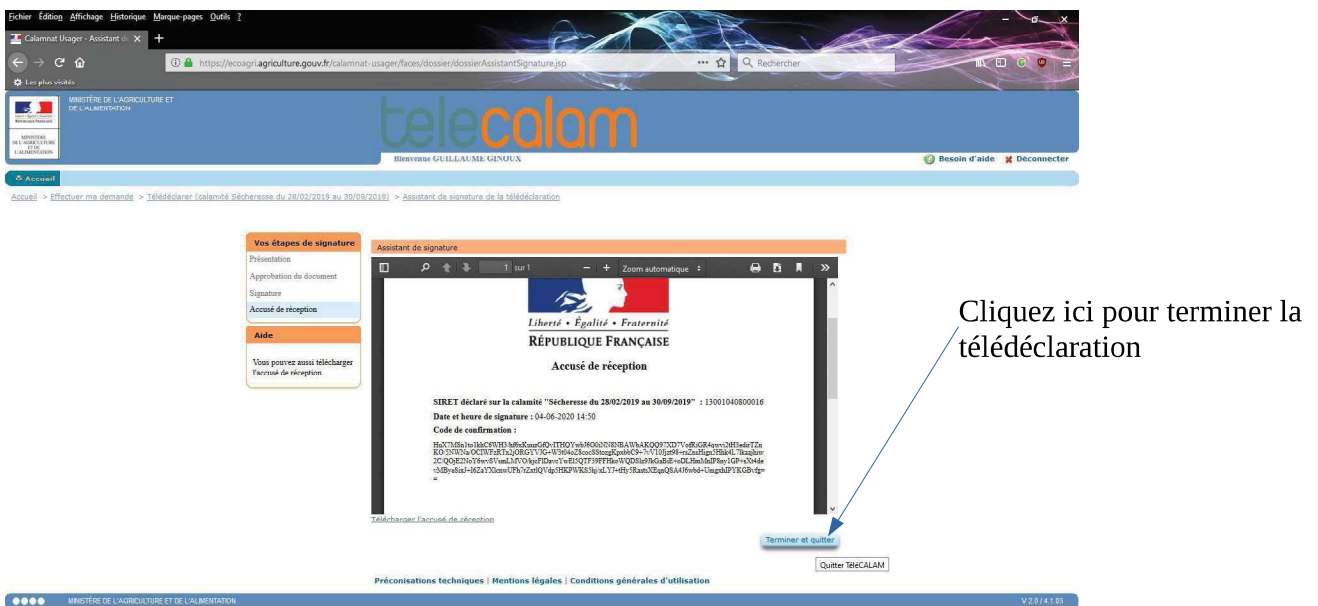 Fichier Édition Affichage Historique Marque-pages Outils ?
Calamnat Usager - Assistant de
https://ecoagri.agriculture.gouv.fr/calamnat-usager/faces/dossier/dossierAssistantSignature.jsp
Rechercher
Les plus visités
MINISTÈRE DE L'AGRICULTURE ET
DE L'ALIMENTATION
telecalam
MINISTÈRE
DE L'AGRICULTURE
ET DE
L'ALIMENTATION
Bienvenue GUILLAUME GINOUX
Besoin d'aide Déconnecter
Accueil
Accueil > Effectuer ma demande > Télédéclarer (calamité Sécheresse du 28/02/2019 au 30/09/2019) > Assistant de signature de la télédéclaration
Vos étapes de signature
Présentation
Approbation du document
Signature
Accusé de réception
Aide
Vous pouvez aussi télécharger
l'accusé de réception
Assistant de signature
1 sur 1 Zoom automatique
Liberté • Égalité • Fraternité
RÉPUBLIQUE FRANÇAISE
Accusé de réception
SIRET déclaré sur la calamité "Sécheresse du 28/02/2019 au 30/09/2019" : 13001040800016
Date et heure de signature : 04-06-2020 14:50
Code de confirmation :
Télécharger l'accusé de réception
Terminer et quitter
Quitter TéléCALAM
Cliquez ici pour terminer la
télédéclaration
Préconisations techniques | Mentions légales | Conditions générales d'utilisation
MINISTÈRE DE L'AGRICULTURE ET DE L'ALIMENTATION
V 2.0 / 4.1.03